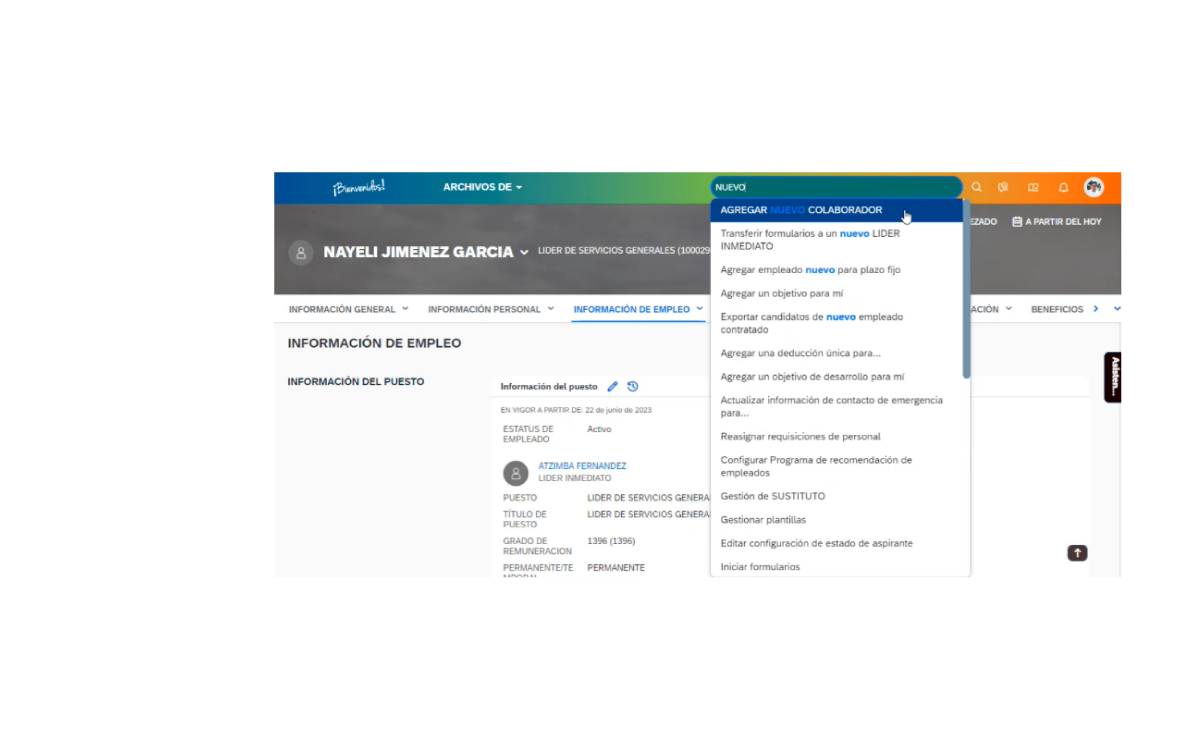 ¡Bienvenidos!
ARCHIVOS DE
NUEVO
AGREGAR NUEVO COLABORADOR
Transferir formularios a un nuevo LIDER
INMEDIATO
Agregar empleado nuevo para plazo fijo
Agregar un objetivo para mí
Exportar candidatos de nuevo empleado
contratado
Agregar una deducción única para...
Agregar un objetivo de desarrollo para mí
Actualizar información de contacto de emergencia
para...
Reasignar requisiciones de personal
Configurar Programa de recomendación de
empleados
Gestión de SUSTITUTO
Gestionar plantillas
Editar configuración de estado de aspirante
Iniciar formularios
EZADO
A PARTIR DEL HOY
NAYELI JIMENEZ GARCIA
LIDER DE SERVICIOS GENERALES (100029
INFORMACIÓN GENERAL
INFORMACIÓN PERSONAL
INFORMACIÓN DE EMPLEO
ACIÓN
BENEFICIOS
INFORMACIÓN DE EMPLEO
INFORMACIÓN DEL PUESTO
Información del puesto
EN VIGOR A PARTIR DE: 22 de junio de 2023
ESTATUS DE
EMPLEADO
Activo
ATZIMBA FERNANDEZ
LIDER INMEDIATO
PUESTO
LIDER DE SERVICIOS GENERA
TÍTULO DE
PUESTO
LIDER DE SERVICIOS GENERA
GRADO DE
REMUNERACION
1396 (1396)
PERMANENTE/TE
PERMANENTE
Asisten...